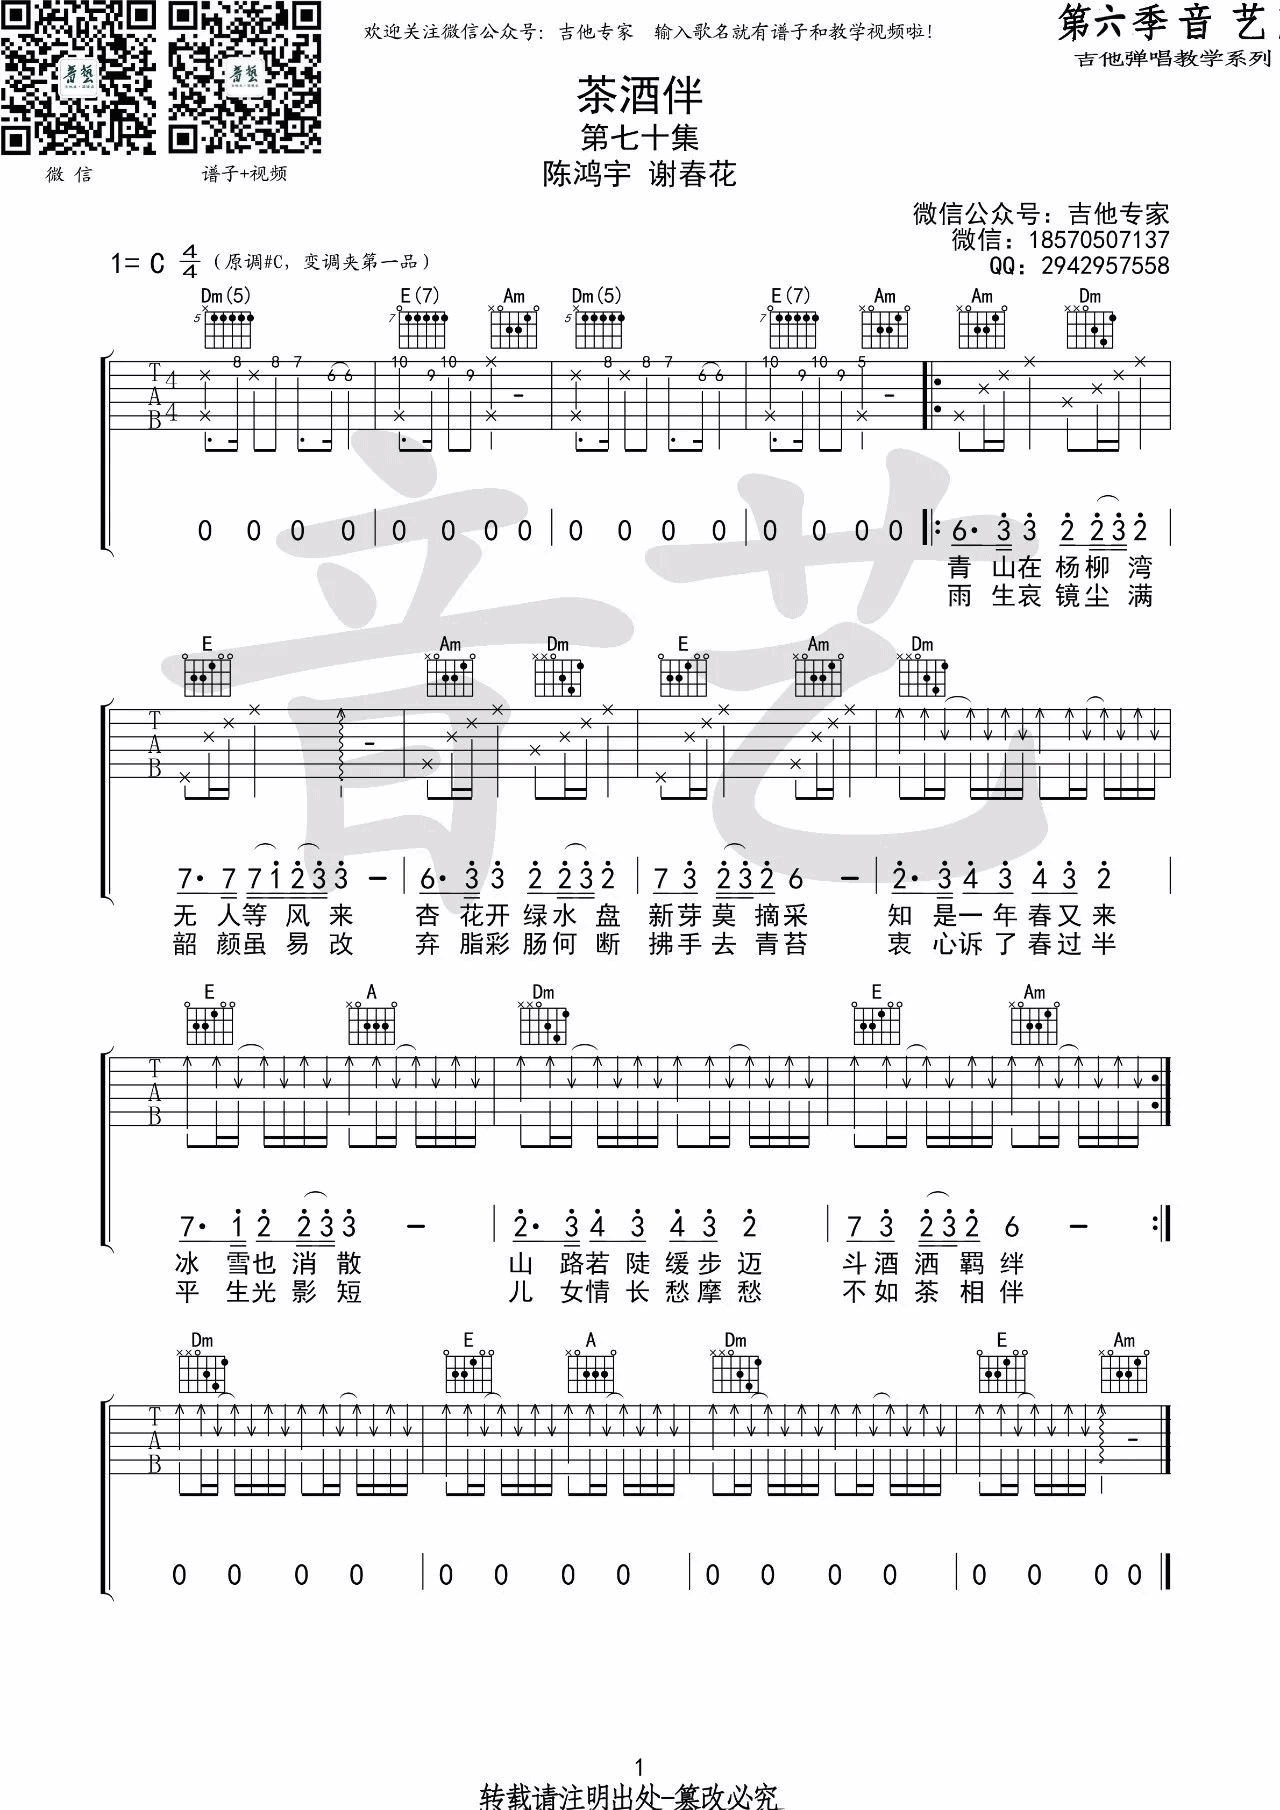 欢迎关注微信公众号：吉他专家　输入歌名就有谱子和教学视频啦！
第六季音艺
吉他弹唱教学系列
微信
谱子+视频
茶酒伴
第七十集
陈鸿宇 谢春花
微信公众号：吉他专家
微信：18570507137
QQ：2942957558
1=C 4/4（原调#C，变调夹第一品）
Dm(5) E(7) Am Dm(5) E(7) Am Am Dm
5 7 5 7
8 8 7 6 6 10 9 10 9 8 8 7 6 6 10 9 10 9 5
T A B 4 4
0 0 0 0 | 0 0 0 0 | 0 0 0 0 | 0 0 0 0 |: 6· 3 3 2 2 3 2
青 山在 杨柳 湾
雨 生哀 镜尘 满
E Am Dm E Am Dm
T A B
7· 7 7 1 2 3 3 - | 6· 3 3 2 2 3 2 | 7 3 2 3 2 6 - | 2· 3 4 3 4 3 2 |
无 人等 风 来 杏 花开 绿水 盘 新芽莫 摘采 知 是一 年 春又 来
韶 颜虽 易 改 弃 脂彩 肠何 断 拂手去 青苔 衷 心诉 了 春过 半
E A Dm E Am
T A B
7· 1 2 2 3 3 - | 2· 3 4 3 4 3 2 | 7 3 2 3 2 6 - :|
冰 雪也 消 散 山 路若 陡 缓步 迈 斗酒 洒 羁 绊
平 生光 影 短 儿 女情 长 愁摩 愁 不如 茶 相 伴
Dm E A Dm E Am
T A B
0 0 0 0 | 0 0 0 0 | 0 0 0 0 | 0 0 0 0
音艺
1
转载请注明出处-篡改必究